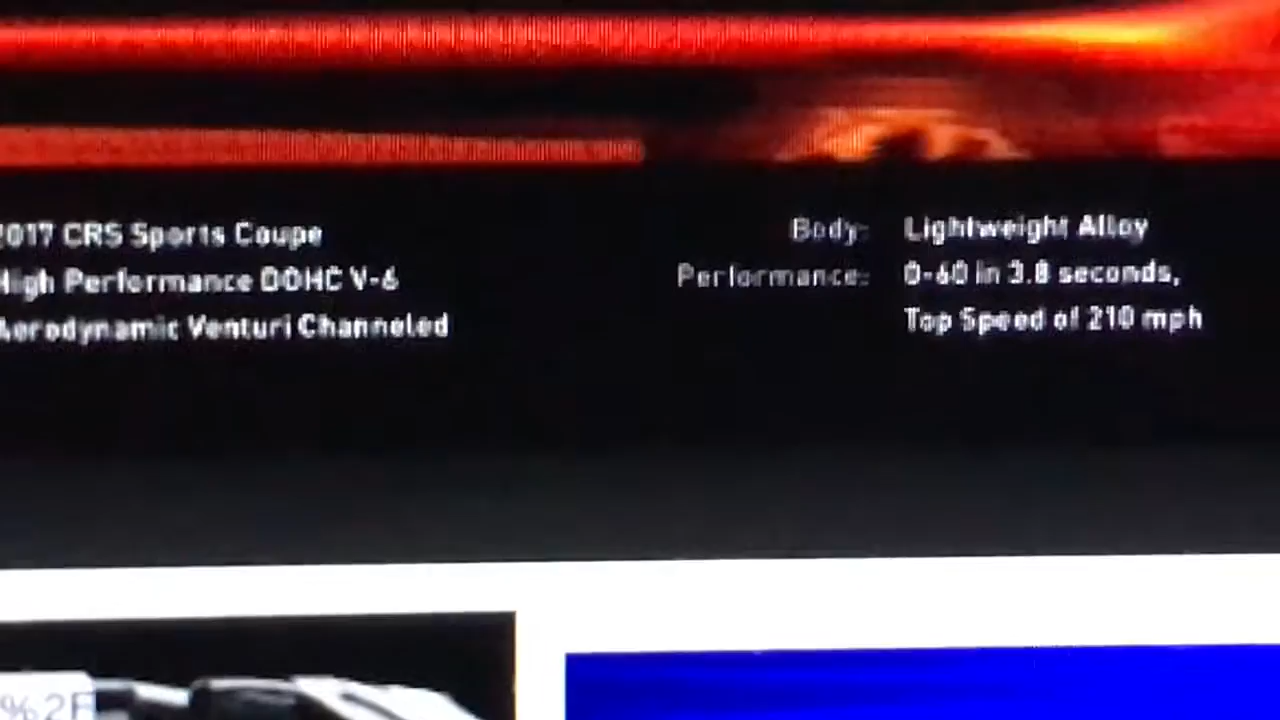 2017 CRS Sports Coupe
High Performance DOHC V-6
Aerodynamic Venturi Channeled
Body: Lightweight Alloy
Performance: 0-60 in 3.8 seconds,
Top Speed of 210 mph
%2F